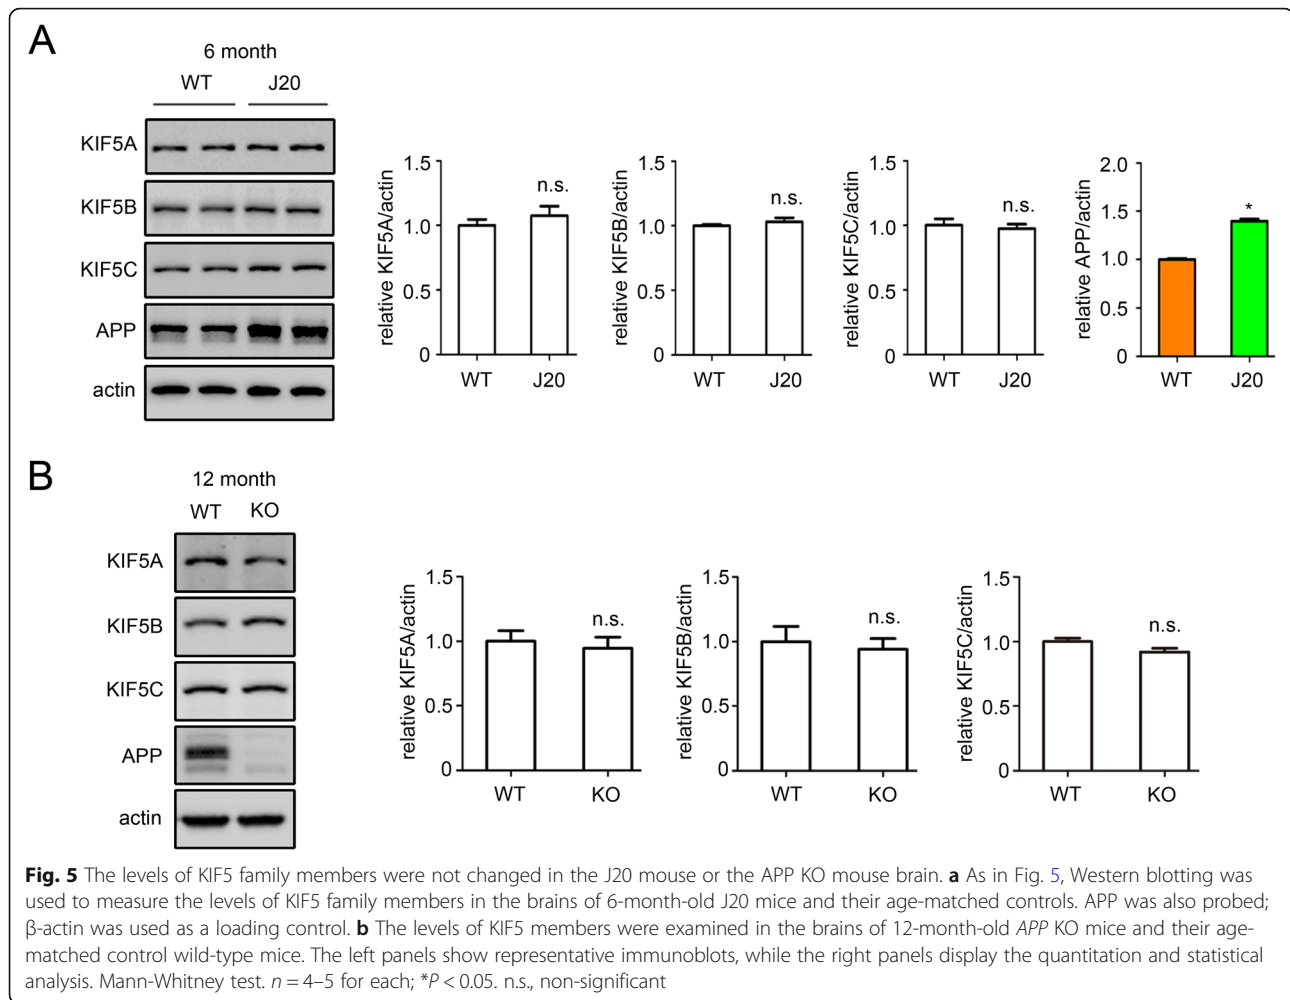 A
6 month
WT J20
KIF5A
KIF5B
KIF5C
APP
actin
relative KIF5A/actin
1.5
1.0
0.5
0
n.s.
WT J20
relative KIF5B/actin
1.5
1.0
0.5
0
n.s.
WT J20
relative KIF5C/actin
1.5
1.0
0.5
0
n.s.
WT J20
relative APP/actin
2.0
1.5
1.0
0.5
0
*
WT J20
B
12 month
WT KO
KIF5A
KIF5B
KIF5C
APP
actin
relative KIF5A/actin
1.5
1.0
0.5
0
n.s.
WT KO
relative KIF5B/actin
1.5
1.0
0.5
0
n.s.
WT KO
relative KIF5C/actin
1.5
1.0
0.5
0
n.s.
WT KO
Fig. 5 The levels of KIF5 family members were not changed in the J20 mouse or the APP KO mouse brain. a As in Fig. 5, Western blotting was
used to measure the levels of KIF5 family members in the brains of 6-month-old J20 mice and their age-matched controls. APP was also probed;
β-actin was used as a loading control. b The levels of KIF5 members were examined in the brains of 12-month-old APP KO mice and their age-
matched control wild-type mice. The left panels show representative immunoblots, while the right panels display the quantitation and statistical
analysis. Mann-Whitney test. n = 4–5 for each; *P < 0.05. n.s., non-significant